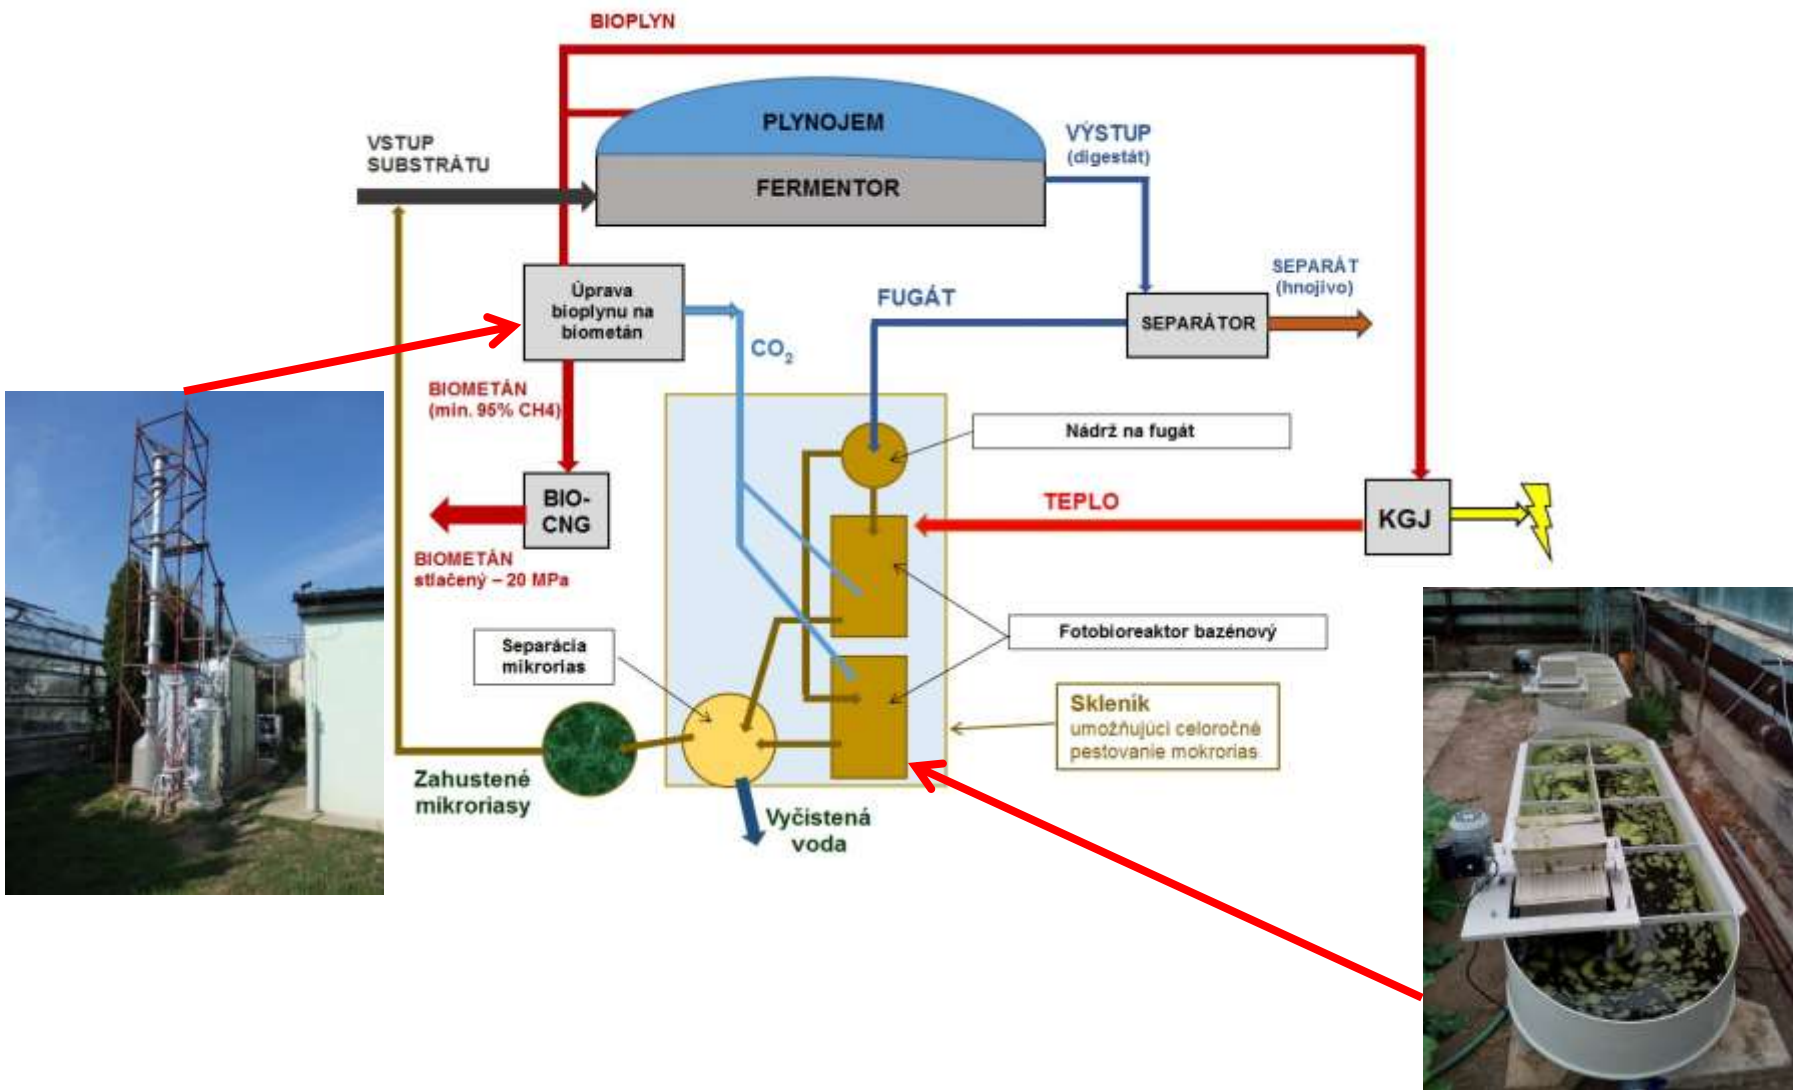 BIOPLYN
PLYNOJEM
FERMENTOR
VSTUP
SUBSTRÁTU
VÝSTUP
(digestát)
Úprava
bioplynu na
biometán
CO2
FUGÁT
SEPARÁTOR
SEPARÁT
(hnojivo)
BIOMETÁN
(min. 95% CH4)
BIO-
CNG
BIOMETÁN
stlačený – 20 MPa
Nádrž na fugát
TEPLO
KGJ
Fotobioreaktor bazénový
Separácia
mikrorias
Skleník
umožňujúci celoročné
pestovanie mokrorias
Zahustené
mikroriasy
Vyčistená
voda